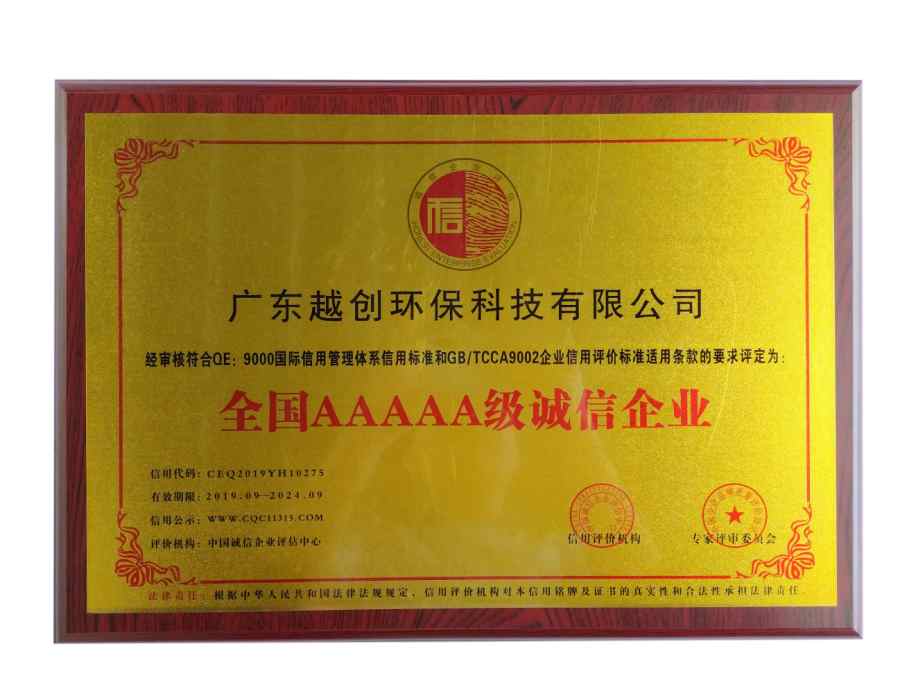 信
HONEST ENTERPRISE EVALUATION
广东越创环保科技有限公司
经审核符合QE：9000国际信用管理体系信用标准和GB/TCCA9002企业信用评价标准适用条款的要求评定为：
全国AAAAA级诚信企业
信用代码：CEQ2019YH10275
有效期限：2019.09—2024.09
信用公示：WWW.CQC11315.COM
评价机构：中国诚信企业评估中心
信用评价机构
专家评审委员会
法律责任：根据中华人民共和国法律法规规定，信用评价机构对本信用铭牌及证书的真实性和合法性承担法律责任.